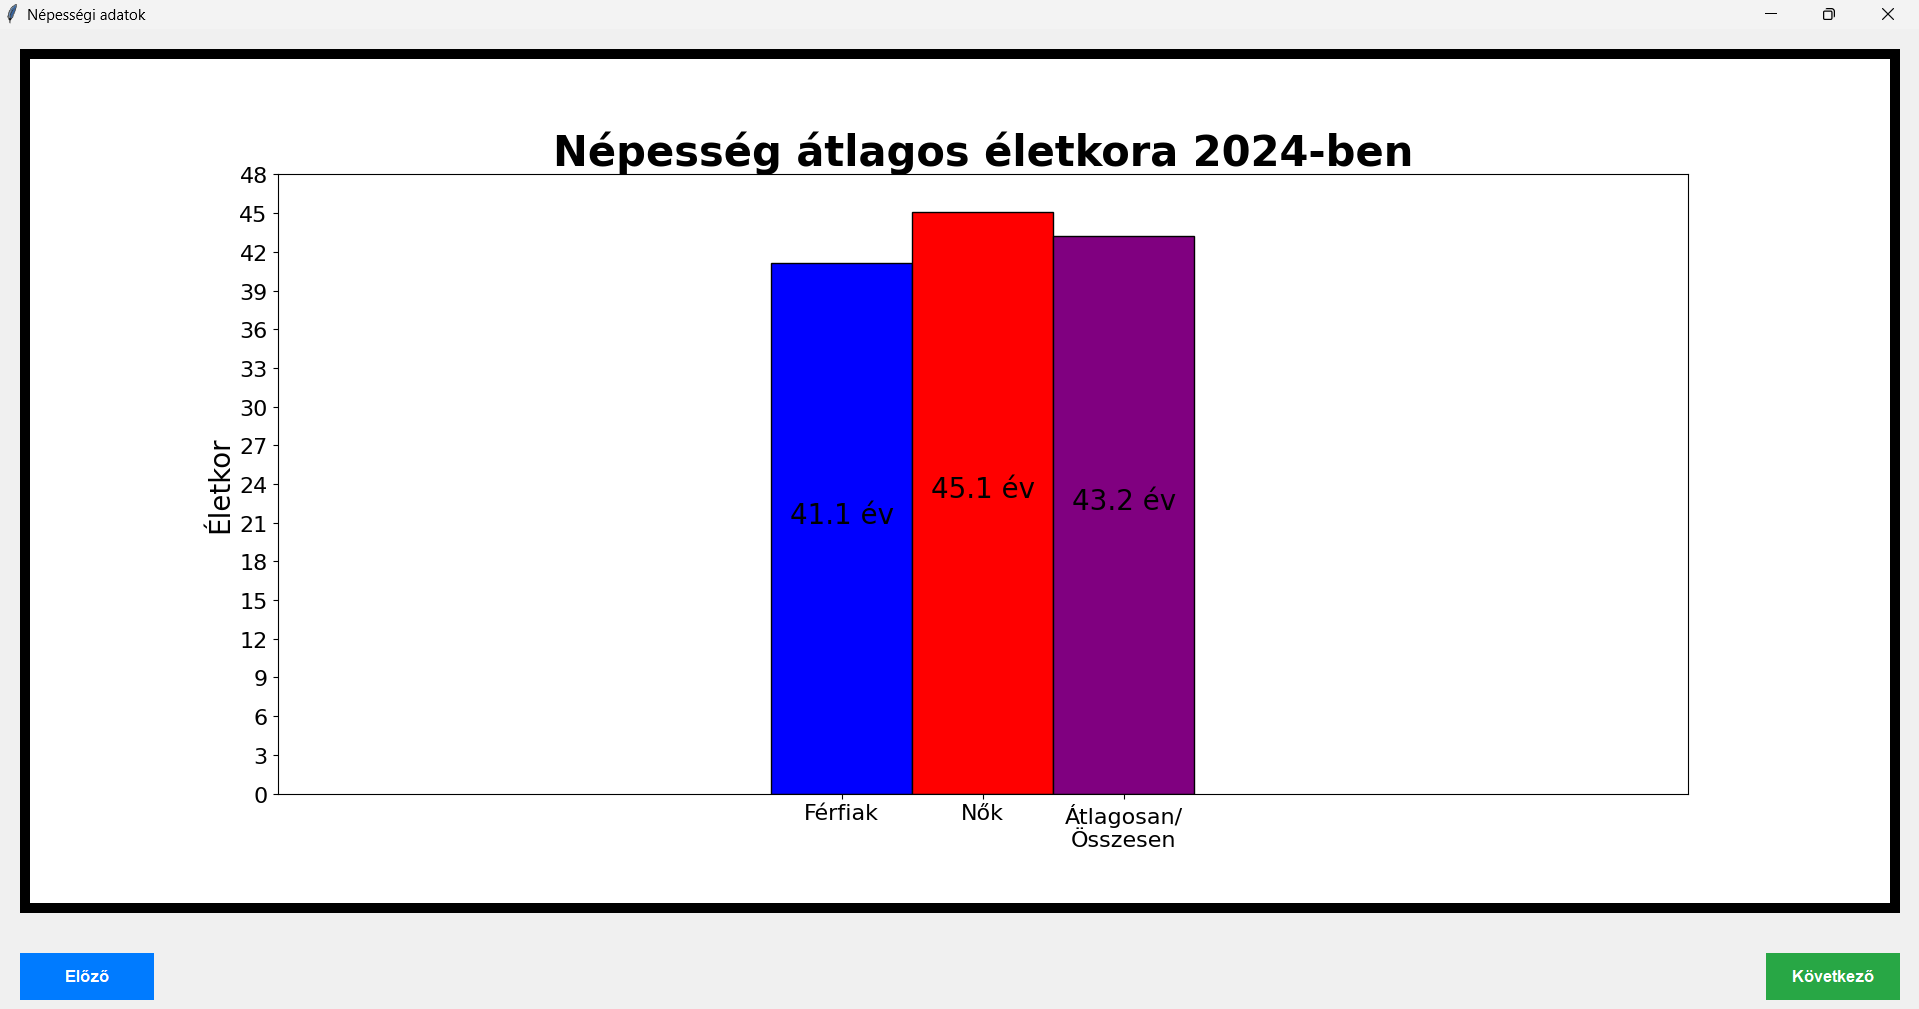 Népességi adatok
Népesség átlagos életkora 2024-ben
48
45
42
39
36
33
30
27
24
21
18
15
12
9
6
3
0
Életkor
41.1 év
45.1 év
43.2 év
Férfiak
Nők
Átlagosan/
Összesen
Előző
Következő